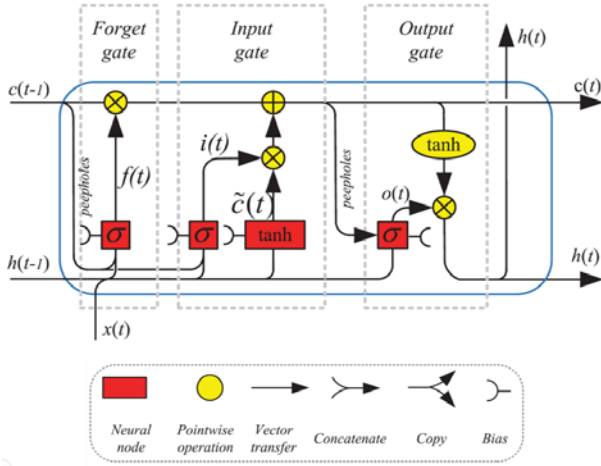 Forget
gate
Input
gate
Output
gate
h(t)
c(t-1)
c(t)
peepholes
f(t)
i(t)
c̃(t)
peepholes
o(t)
tanh
σ
σ
tanh
σ
h(t-1)
h(t)
x(t)
Neural
node
Pointwise
operation
Vector
transfer
Concatenate
Copy
Bias